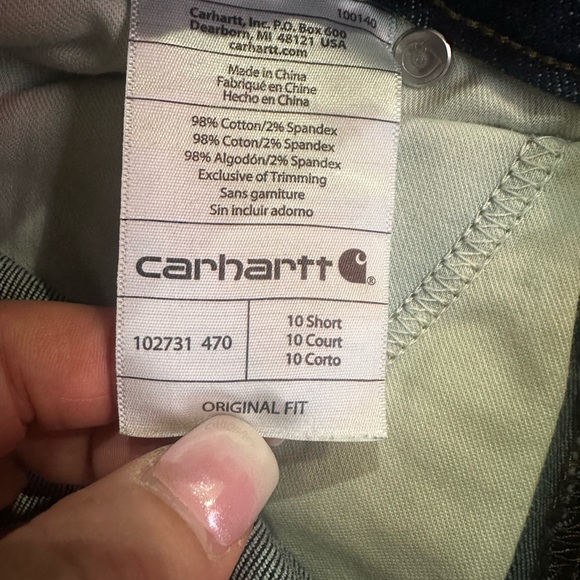 100140
Carhartt, Inc. P.O. Box 600
Dearborn, MI 48121 USA
carhartt.com
Made in China
Fabriqué en Chine
Hecho en China
98% Cotton/2% Spandex
98% Coton/2% Spandex
98% Algodón/2% Spandex
Exclusive of Trimming
Sans garniture
Sin incluir adorno
carhartt ®
102731 470
10 Short
10 Court
10 Corto
ORIGINAL FIT